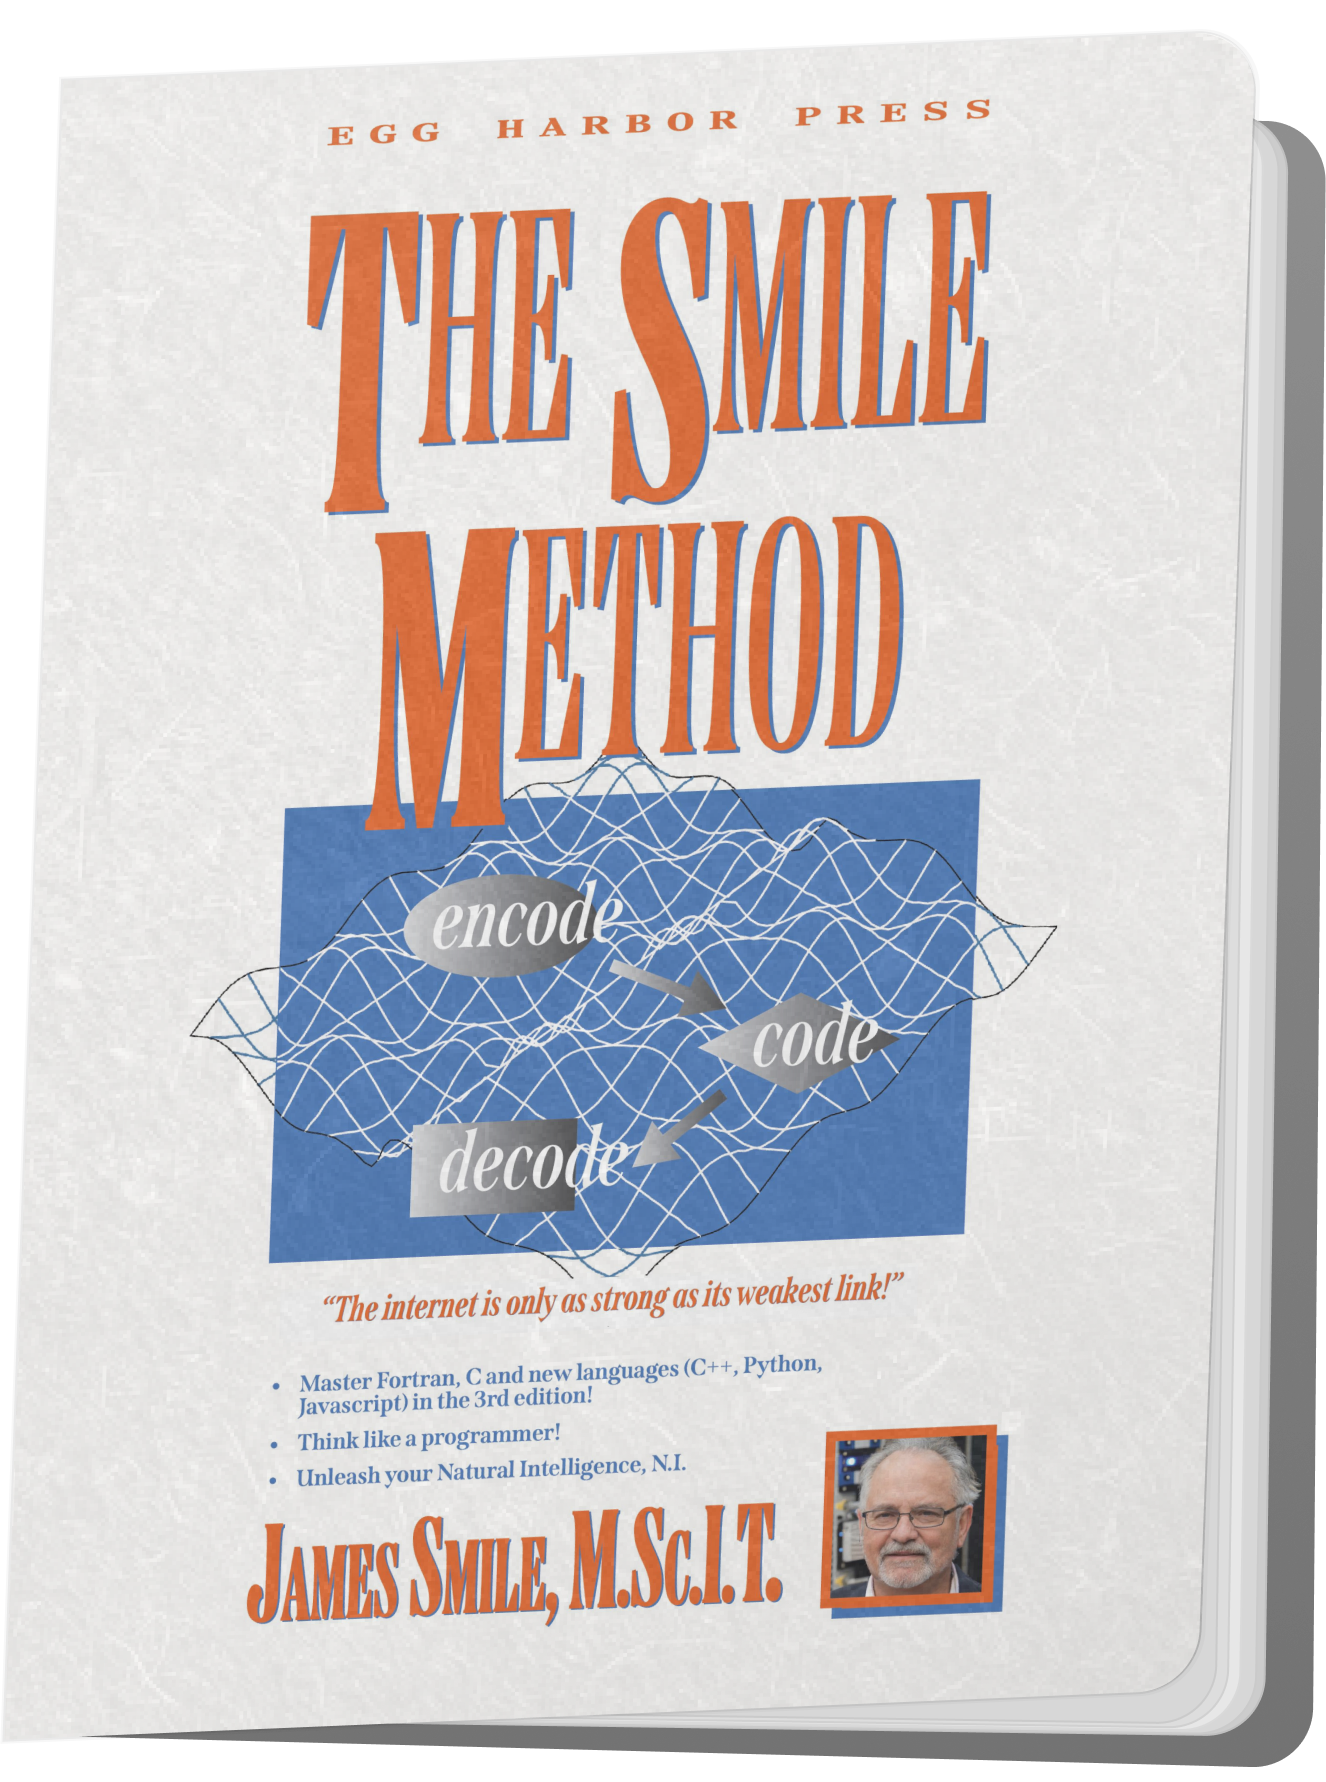 EGG HARBOR PRESS
THE SMILE
METHOD
encode
code
decode
“The internet is only as strong as its weakest link!”
• Master Fortran, C and new languages (C++, Python,
Javascript) in the 3rd edition!
• Think like a programmer!
• Unleash your Natural Intelligence, N.I.
JAMES SMILE, M.SC.I.T.